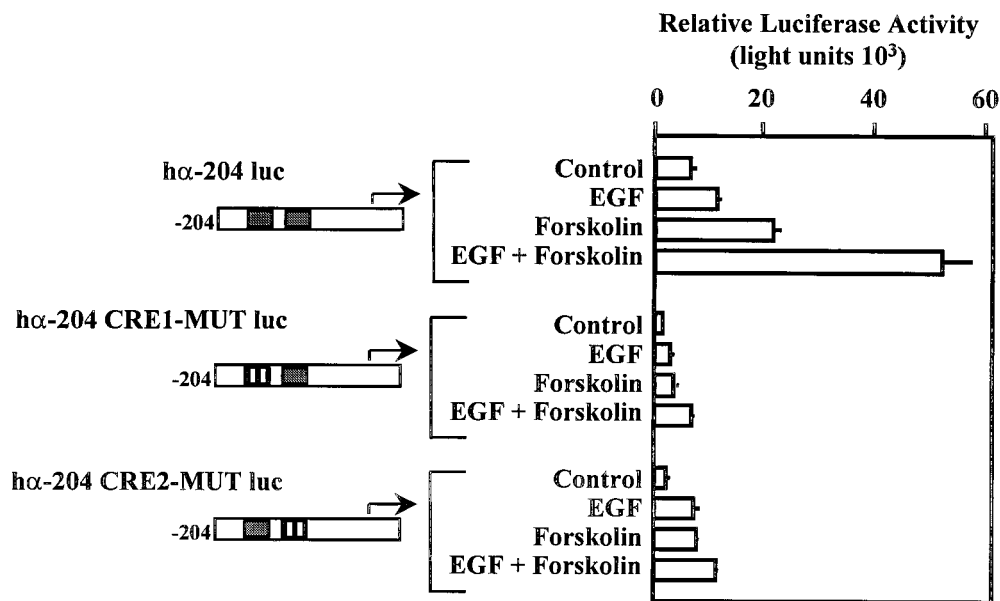 Relative Luciferase Activity
(light units 10³)
0 20 40 60
hα-204 luc
-204
Control
EGF
Forskolin
EGF + Forskolin
hα-204 CRE1-MUT luc
-204
Control
EGF
Forskolin
EGF + Forskolin
hα-204 CRE2-MUT luc
-204
Control
EGF
Forskolin
EGF + Forskolin